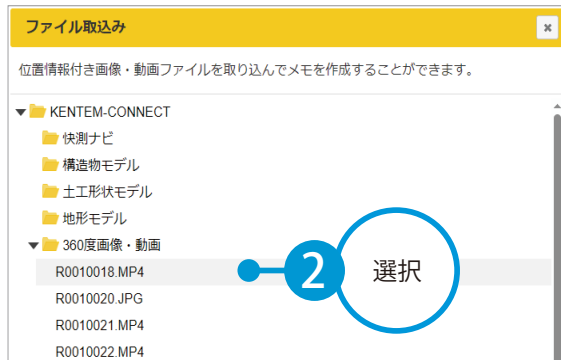 ファイル取込み
位置情報付き画像・動画ファイルを取り込んでメモを作成することができます。
KENTEM-CONNECT
快測ナビ
構造物モデル
土工形状モデル
地形モデル
360度画像・動画
R0010018.MP4
2 選択
R0010020.JPG
R0010021.MP4
R0010022.MP4